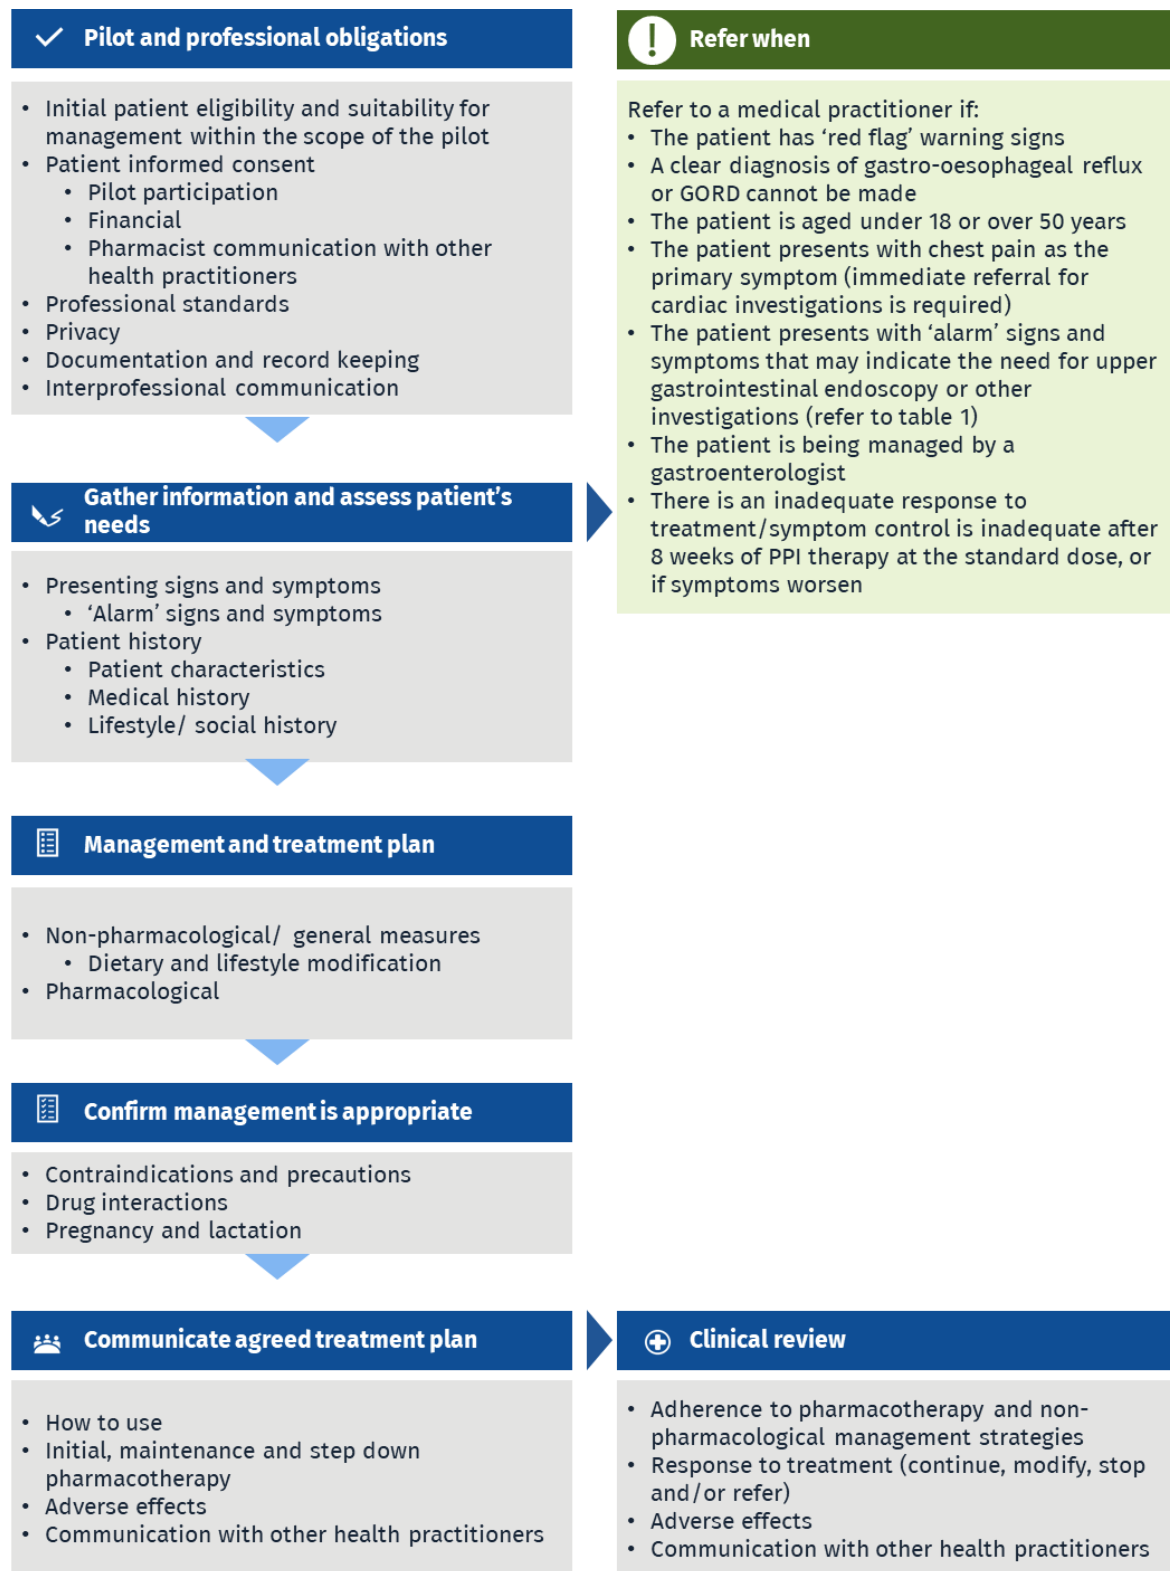 Pilot and professional obligations
• Initial patient eligibility and suitability for
management within the scope of the pilot
• Patient informed consent
• Pilot participation
• Financial
• Pharmacist communication with other
health practitioners
• Professional standards
• Privacy
• Documentation and record keeping
• Interprofessional communication
Refer when
Refer to a medical practitioner if:
• The patient has ‘red flag’ warning signs
• A clear diagnosis of gastro-oesophageal reflux
or GORD cannot be made
• The patient is aged under 18 or over 50 years
• The patient presents with chest pain as the
primary symptom (immediate referral for
cardiac investigations is required)
• The patient presents with ‘alarm’ signs and
symptoms that may indicate the need for upper
gastrointestinal endoscopy or other
investigations (refer to table 1)
• The patient is being managed by a
gastroenterologist
• There is an inadequate response to
treatment/symptom control is inadequate after
8 weeks of PPI therapy at the standard dose, or
if symptoms worsen
Gather information and assess patient’s
needs
• Presenting signs and symptoms
• ‘Alarm’ signs and symptoms
• Patient history
• Patient characteristics
• Medical history
• Lifestyle/ social history
Management and treatment plan
• Non-pharmacological/ general measures
• Dietary and lifestyle modification
• Pharmacological
Confirm management is appropriate
• Contraindications and precautions
• Drug interactions
• Pregnancy and lactation
Communicate agreed treatment plan
• How to use
• Initial, maintenance and step down
pharmacotherapy
• Adverse effects
• Communication with other health practitioners
Clinical review
• Adherence to pharmacotherapy and non-
pharmacological management strategies
• Response to treatment (continue, modify, stop
and/or refer)
• Adverse effects
• Communication with other health practitioners